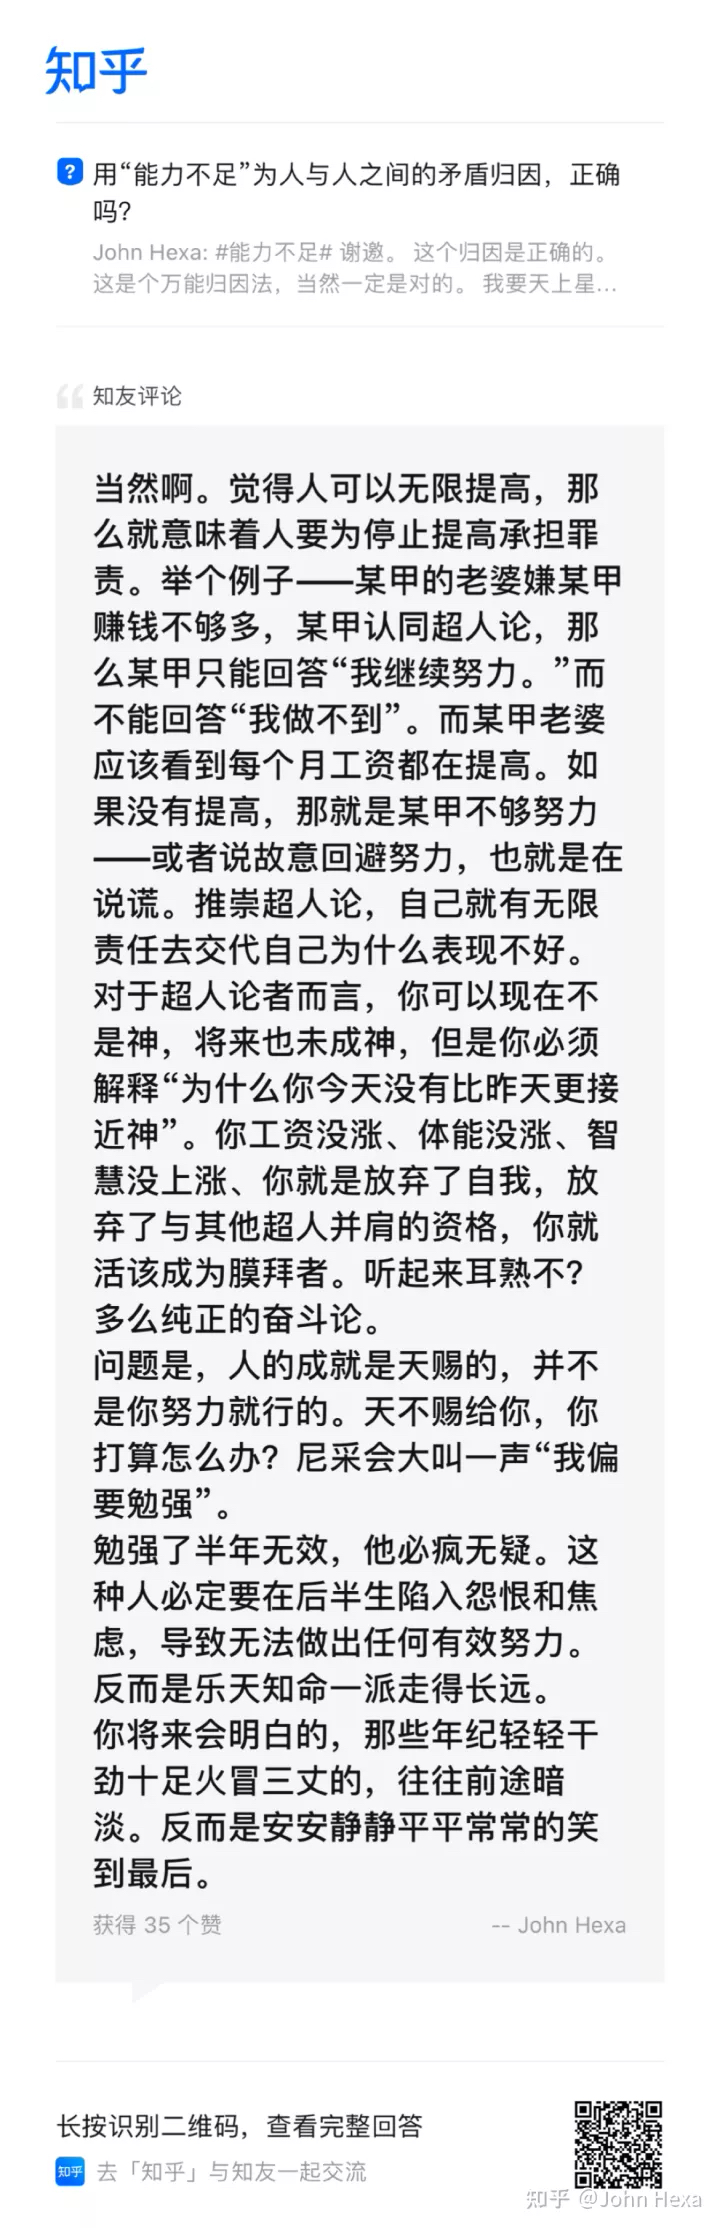 知乎
用“能力不足”为人与人之间的矛盾归因，正确
吗？
John Hexa: #能力不足# 谢邀。 这个归因是正确的。
这是个万能归因法，当然一定是对的。 我要天上星...
知友评论
当然啊。觉得人可以无限提高，那
么就意味着人要为停止提高承担罪
责。举个例子——某甲的老婆嫌某甲
赚钱不够多，某甲认同超人论，那
么某甲只能回答“我继续努力。”而
不能回答“我做不到”。而某甲老婆
应该看到每个月工资都在提高。如
果没有提高，那就是某甲不够努力
——或者说故意回避努力，也就是在
说谎。推崇超人论，自己就有无限
责任去交代自己为什么表现不好。
对于超人论者而言，你可以现在不
是神，将来也未成神，但是你必须
解释“为什么你今天没有比昨天更接
近神”。你工资没涨、体能没涨、智
慧没上涨、你就是放弃了自我，放
弃了与其他超人并肩的资格，你就
活该成为膜拜者。听起来耳熟不？
多么纯正的奋斗论。
问题是，人的成就是天赐的，并不
是你努力就行的。天不赐给你，你
打算怎么办？尼采会大叫一声“我偏
要勉强”。
勉强了半年无效，他必疯无疑。这
种人必定要在后半生陷入怨恨和焦
虑，导致无法做出任何有效努力。
反而是乐天知命一派走得长远。
你将来会明白的，那些年纪轻轻干
劲十足火冒三丈的，往往前途暗
淡。反而是安安静静平平常常的笑
到最后。
获得 35 个赞
-- John Hexa
长按识别二维码，查看完整回答
知乎 去「知乎」与知友一起交流
知乎 @John Hexa